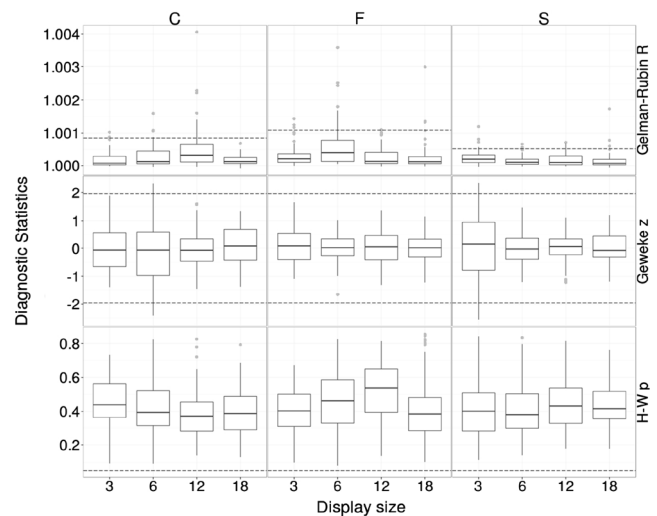 C F S
1.004
1.003
1.002
1.001
1.000
Gelman-Rubin R
2
1
0
-1
-2
Geweke z
0.8
0.6
0.4
0.2
H-W p
Diagnostic Statistics
3 6 12 18 3 6 12 18 3 6 12 18
Display size